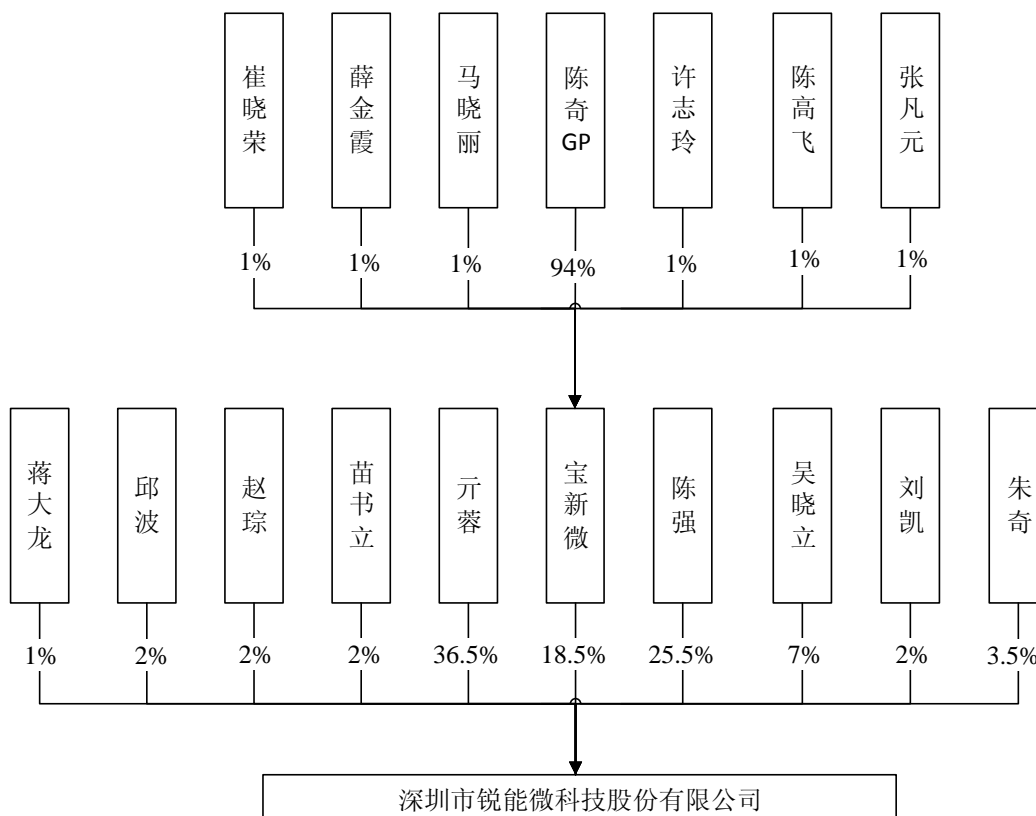 崔晓荣
薛金霞
马晓丽
陈奇GP
许志玲
陈高飞
张凡元
1%
1%
1%
94%
1%
1%
1%
蒋大龙
邱波
赵琮
苗书立
亓蓉
宝新微
陈强
吴晓立
刘凯
朱奇
1%
2%
2%
2%
36.5%
18.5%
25.5%
7%
2%
3.5%
深圳市锐能微科技股份有限公司